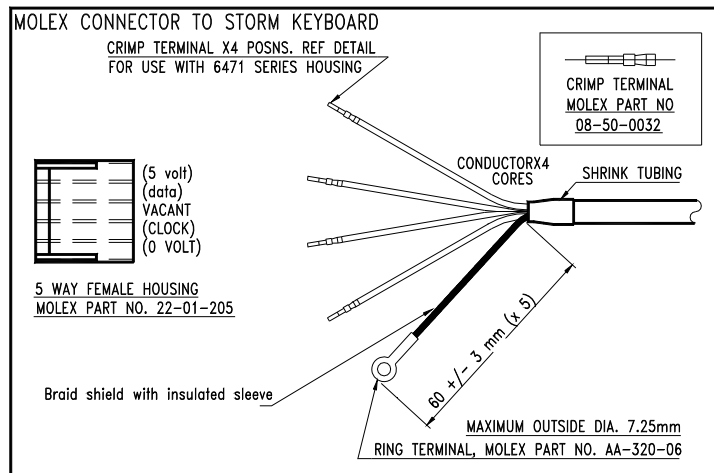 MOLEX CONNECTOR TO STORM KEYBOARD
CRIMP TERMINAL X4 POSNS. REF DETAIL
FOR USE WITH 6471 SERIES HOUSING
CRIMP TERMINAL
MOLEX PART NO
08-50-0032
CONDUCTORX4
CORES
SHRINK TUBING
(5 volt)
(data)
VACANT
(CLOCK)
(0 VOLT)
5 WAY FEMALE HOUSING
MOLEX PART NO. 22-01-205
60 +/- 3 mm (x 5)
Braid shield with insulated sleeve
MAXIMUM OUTSIDE DIA. 7.25mm
RING TERMINAL, MOLEX PART NO. AA-320-06